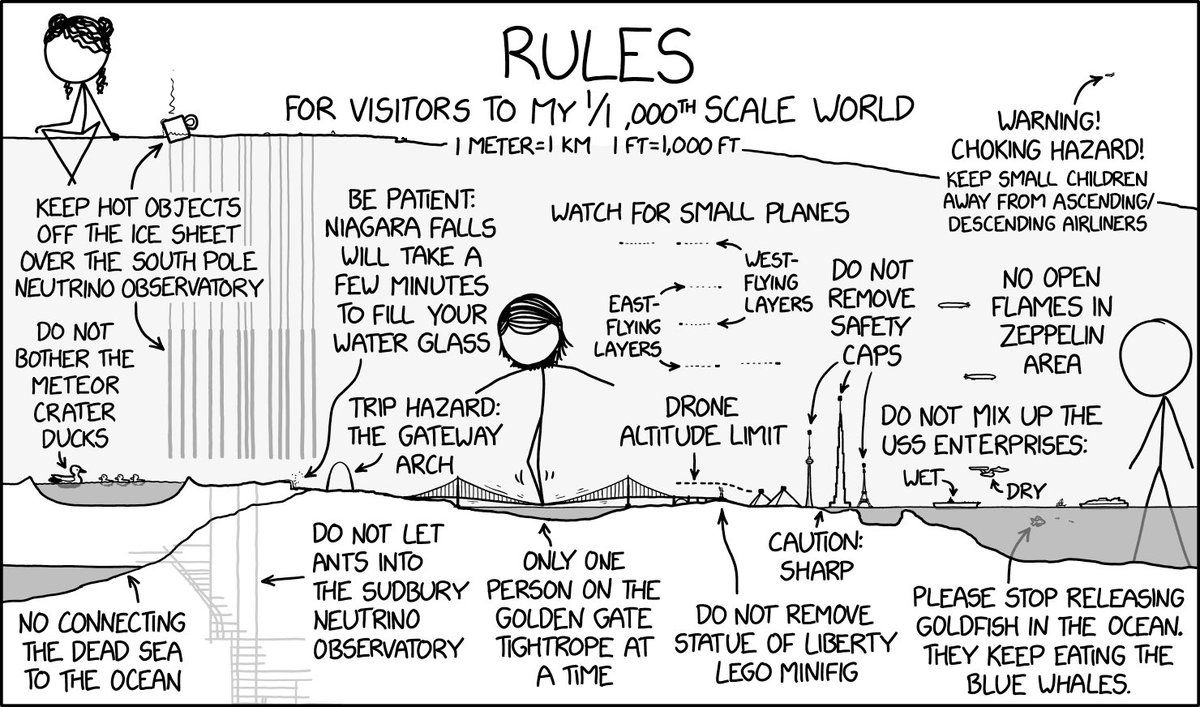 RULES
FOR VISITORS TO MY 1/1,000TH SCALE WORLD
1 METER=1 KM 1 FT=1,000 FT
WARNING!
CHOKING HAZARD!
KEEP SMALL CHILDREN
AWAY FROM ASCENDING/
DESCENDING AIRLINERS
KEEP HOT OBJECTS
OFF THE ICE SHEET
OVER THE SOUTH POLE
NEUTRINO OBSERVATORY
BE PATIENT:
NIAGARA FALLS
WILL TAKE A
FEW MINUTES
TO FILL YOUR
WATER GLASS
WATCH FOR SMALL PLANES
WEST-
FLYING
LAYERS
EAST-
FLYING
LAYERS
DO NOT
REMOVE
SAFETY
CAPS
NO OPEN
FLAMES IN
ZEPPELIN
AREA
DO NOT
BOTHER THE
METEOR
CRATER
DUCKS
TRIP HAZARD:
THE GATEWAY
ARCH
DRONE
ALTITUDE LIMIT
DO NOT MIX UP THE
USS ENTERPRISES:
WET
DRY
NO CONNECTING
THE DEAD SEA
TO THE OCEAN
DO NOT LET
ANTS INTO
THE SUDBURY
NEUTRINO
OBSERVATORY
ONLY ONE
PERSON ON THE
GOLDEN GATE
TIGHTROPE AT
A TIME
DO NOT REMOVE
STATUE OF LIBERTY
LEGO MINIFIG
CAUTION:
SHARP
PLEASE STOP RELEASING
GOLDFISH IN THE OCEAN.
THEY KEEP EATING THE
BLUE WHALES.